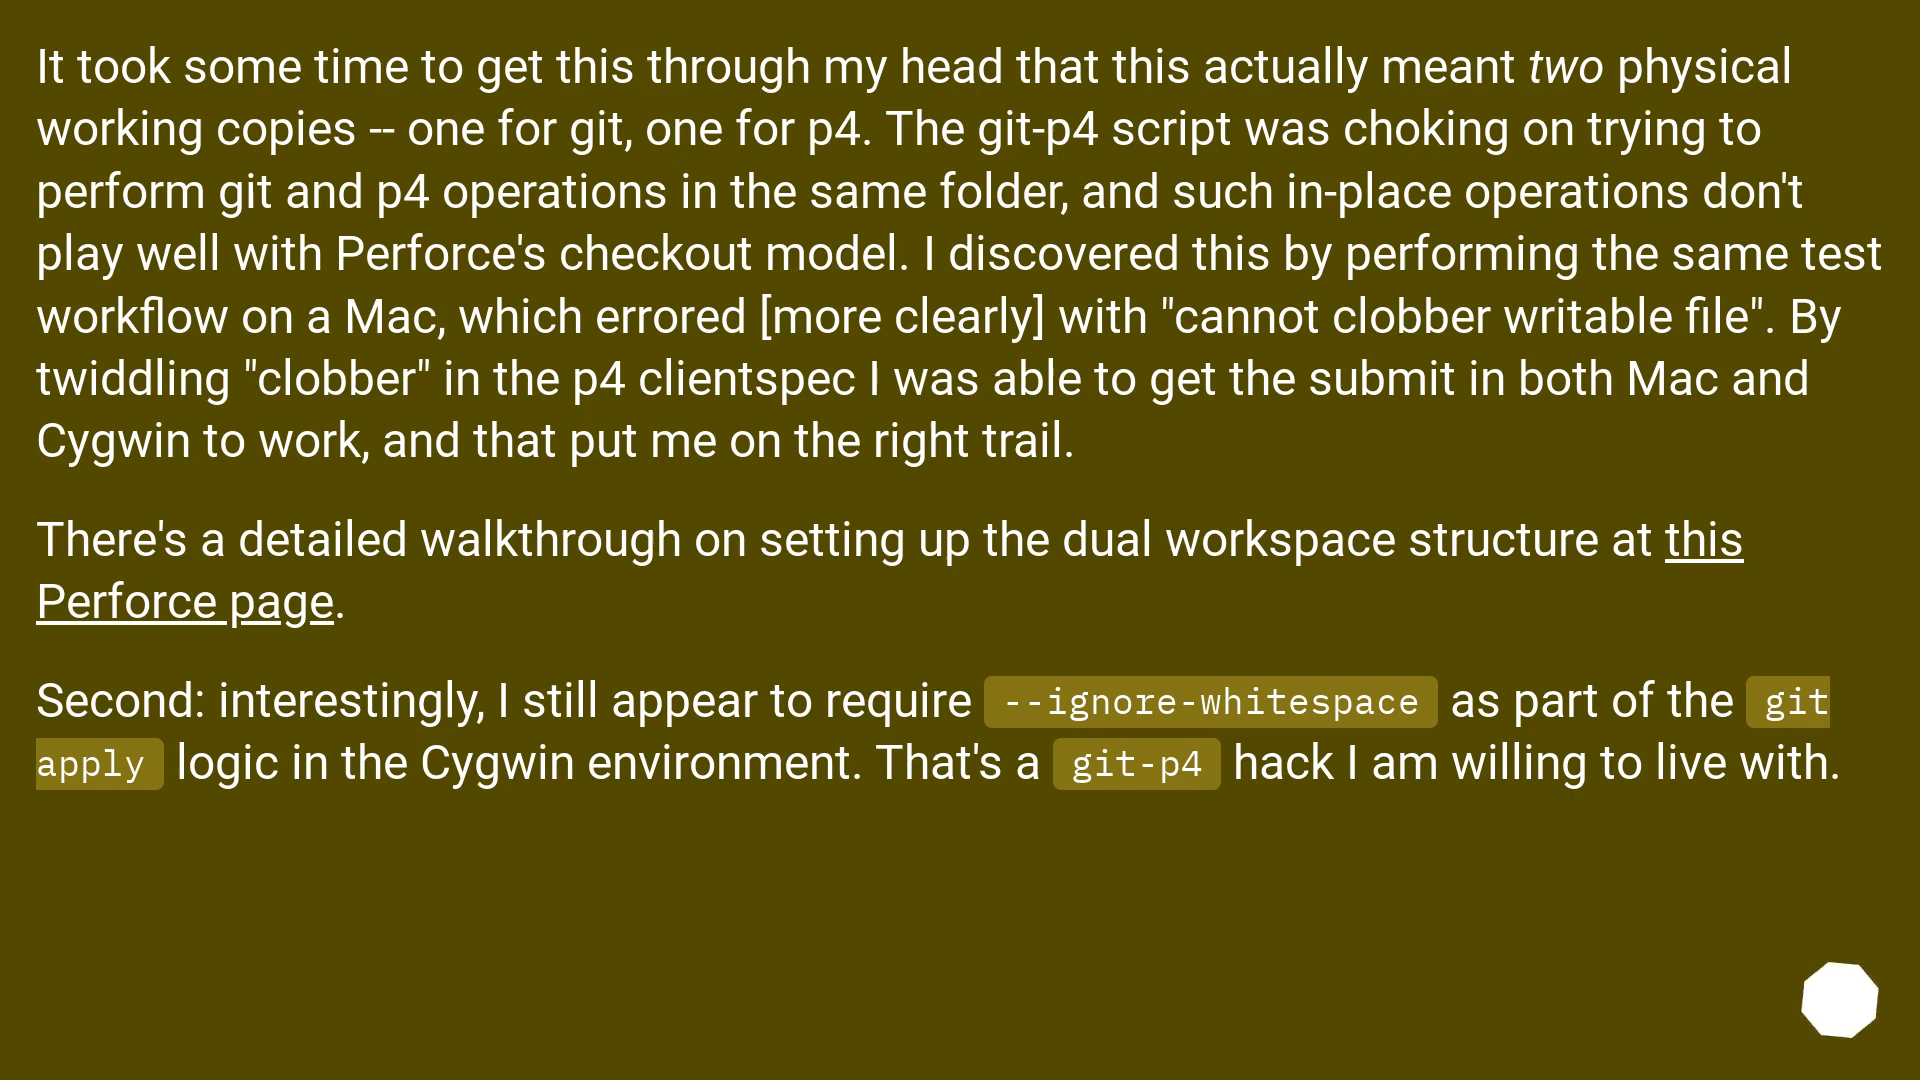 It took some time to get this through my head that this actually meant two physical
working copies -- one for git, one for p4. The git-p4 script was choking on trying to
perform git and p4 operations in the same folder, and such in-place operations don't
play well with Perforce's checkout model. I discovered this by performing the same test
workflow on a Mac, which errored [more clearly] with "cannot clobber writable file". By
twiddling "clobber" in the p4 clientspec I was able to get the submit in both Mac and
Cygwin to work, and that put me on the right trail.
There's a detailed walkthrough on setting up the dual workspace structure at this
Perforce page.
Second: interestingly, I still appear to require --ignore-whitespace as part of the git
apply logic in the Cygwin environment. That's a git-p4 hack I am willing to live with.